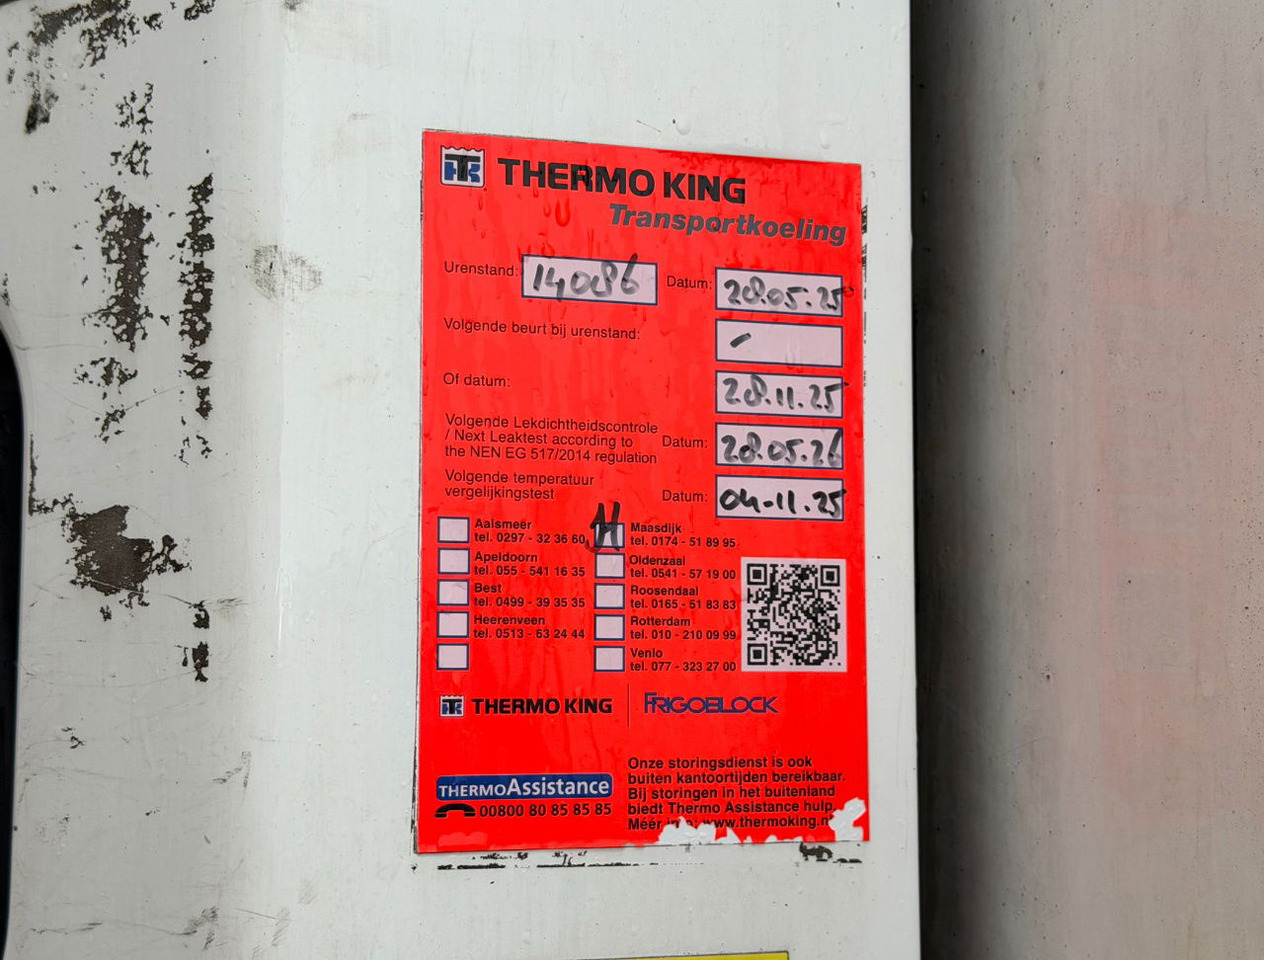 THERMO KING
Transportkoeling
Urenstand: 14086 Datum: 28.05.25
Volgende beurt bij urenstand: -
Of datum: 28.11.25
Volgende Lekdichtheidscontrole
/ Next Leaktest according to Datum: 28.05.26
the NEN EG 517/2014 regulation
Volgende temperatuur
vergelijkingstest Datum: 04-11.25
Aalsmeer
tel. 0297 - 32 36 60
Apeldoorn
tel. 055 - 541 16 35
Best
tel. 0499 - 39 35 35
Heerenveen
tel. 0513 - 63 24 44
Maasdijk
tel. 0174 - 51 89 95
Oldenzaal
tel. 0541 - 57 19 00
Roosendaal
tel. 0165 - 51 83 83
Rotterdam
tel. 010 - 210 09 99
Venlo
tel. 077 - 323 27 00
THERMO KING FRIGOBLOCK
THERMOASSISTANCE
00800 80 85 85 85
Onze storingsdienst is ook
buiten kantoortijden bereikbaar.
Bij storingen in het buitenland
biedt Thermo Assistance hulp.
Méér www.thermoking.n